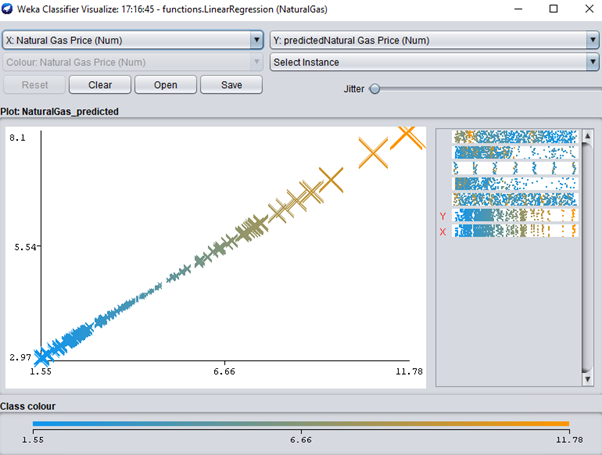 Weka Classifier Visualize: 17:16:45 - functions.LinearRegression (NaturalGas)
X: Natural Gas Price (Num) Y: predictedNatural Gas Price (Num)
Colour: Natural Gas Price (Num) Select Instance
Reset Clear Open Save Jitter
Plot: NaturalGas_predicted
8.1
5.54
2.97
1.55 6.66 11.78
Y
X
Class colour
1.55 6.66 11.78